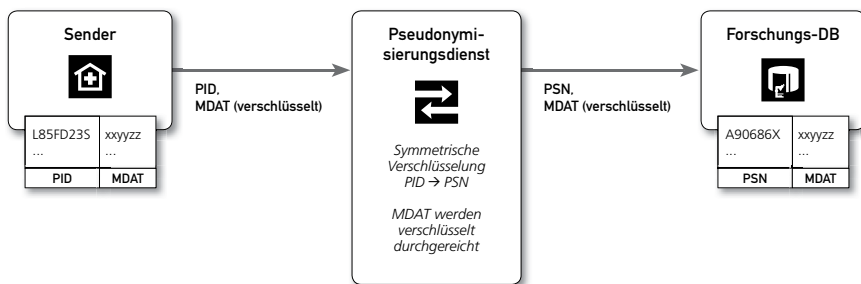 Sender
L85FD23S xxyyzz
... ...
PID MDAT
PID,
MDAT (verschlüsselt)
Pseudonymi-
sierungsdienst
Symmetrische
Verschlüsselung
PID → PSN
MDAT werden
verschlüsselt
durchgereicht
PSN,
MDAT (verschlüsselt)
Forschungs-DB
A90686X xxyyzz
... ...
PSN MDAT